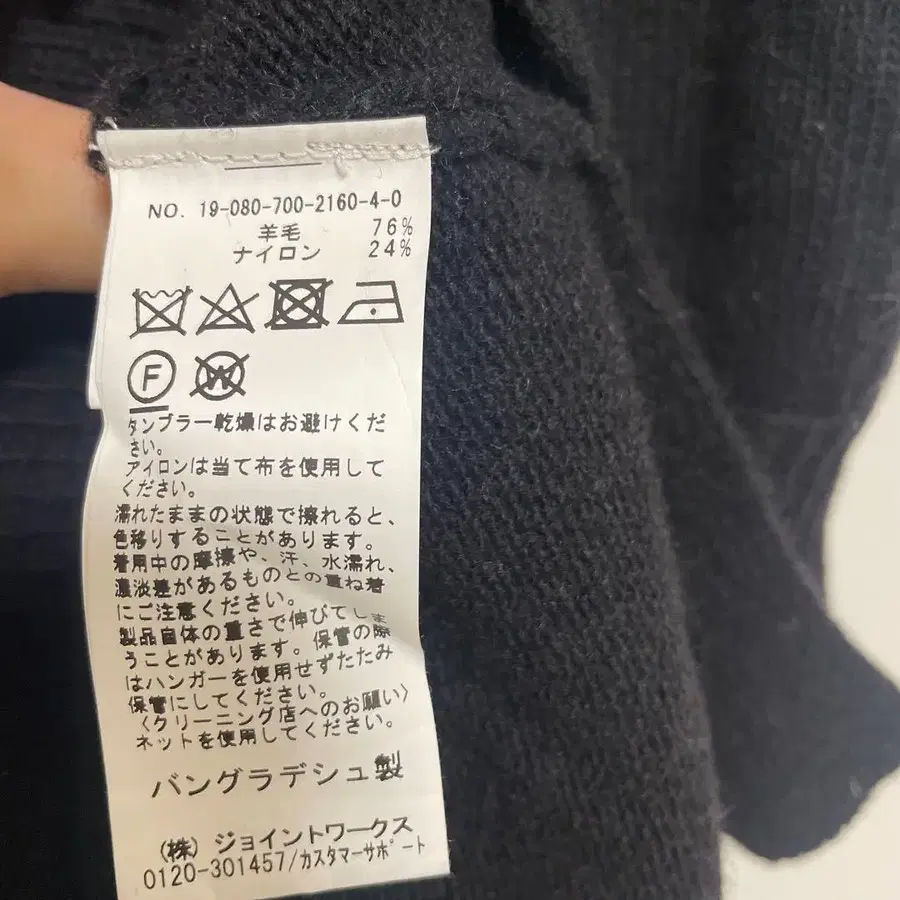 NO. 19-080-700-2160-4-0
羊毛 76%
ナイロン 24%
F W
タンブラー乾燥はお避けくだ
さい。
アイロンは当て布を使用して
ください。
濡れたままの状態で擦れると、
色移りすることがあります。
着用中の摩擦や、汗、水濡れ、
濃淡差があるものとの重ね着
にご注意ください。
製品自体の重さで伸びてしま
うことがあります。保管の際
はハンガーを使用せずたたみ
保管にしてください。
〈クリーニング店へのお願い〉
ネットを使用してください。
バングラデシュ製
(株) ジョイントワークス
0120-301457/カスタマーサポート